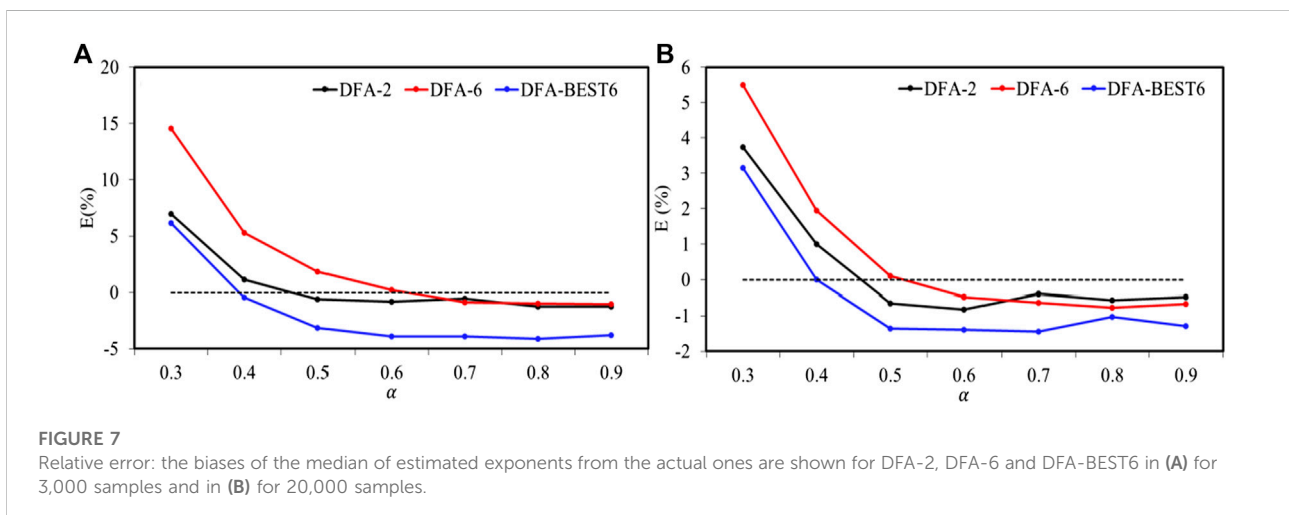 A
B
20
15
10
5
0
-5
E(%)
DFA-2 DFA-6 DFA-BEST6
0.3 0.4 0.5 0.6 0.7 0.8 0.9
α
6
5
4
3
2
1
0
-1
-2
E (%)
DFA-2 DFA-6 DFA-BEST6
0.3 0.4 0.5 0.6 0.7 0.8 0.9
α
FIGURE 7
Relative error: the biases of the median of estimated exponents from the actual ones are shown for DFA-2, DFA-6 and DFA-BEST6 in (A) for
3,000 samples and in (B) for 20,000 samples.